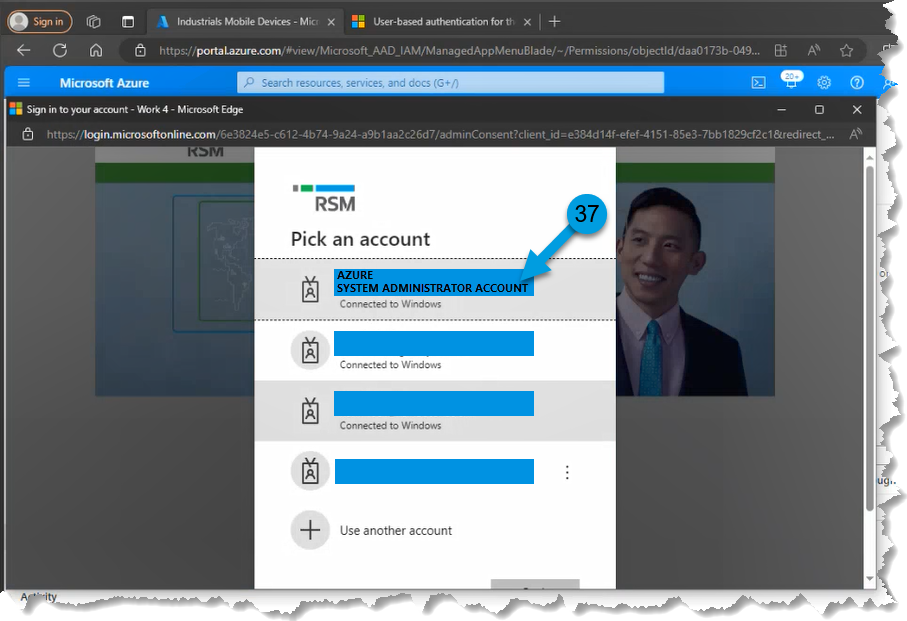 Sign in
Industrials Mobile Devices - Mic
User-based authentication for th
https://portal.azure.com/#view/Microsoft_AAD_IAM/ManagedAppMenuBlade/~/Permissions/objectId/daa0173b-049...
Microsoft Azure
Search resources, services, and docs (G+/)
20+
Sign in to your account - Work 4 - Microsoft Edge
https://login.microsoftonline.com/6e3824e5-c612-4b74-9a24-a9b1aa2c26d7/adminConsent?client_id=e384d14f-efef-4151-85e3-7bb1829cf2c1&redirect_...
RSM
RSM
37
Pick an account
AZURE
SYSTEM ADMINISTRATOR ACCOUNT
Connected to Windows
Connected to Windows
Connected to Windows
Use another account
Activity